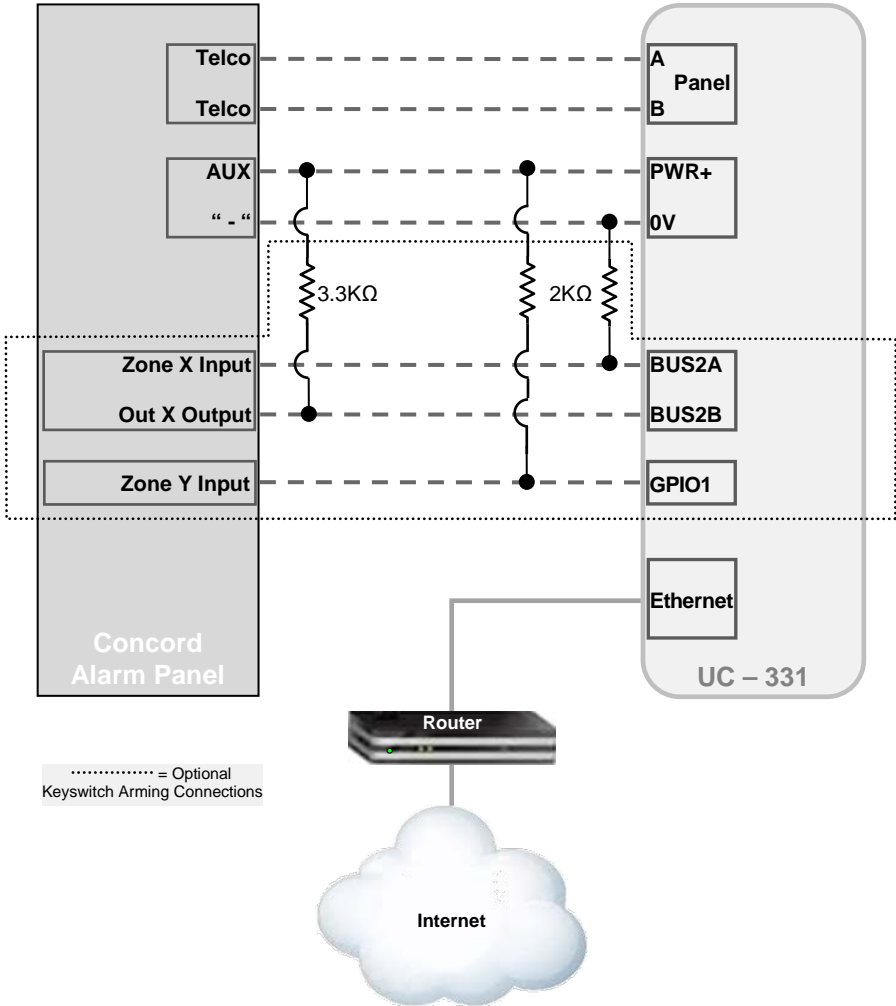 Telco
A
Panel
Telco
B
AUX
PWR+
“ - “
0V
3.3KΩ
2KΩ
Zone X Input
BUS2A
Out X Output
BUS2B
Zone Y Input
GPIO1
Ethernet
Concord
Alarm Panel
UC – 331
Router
= Optional
Keyswitch Arming Connections
Internet